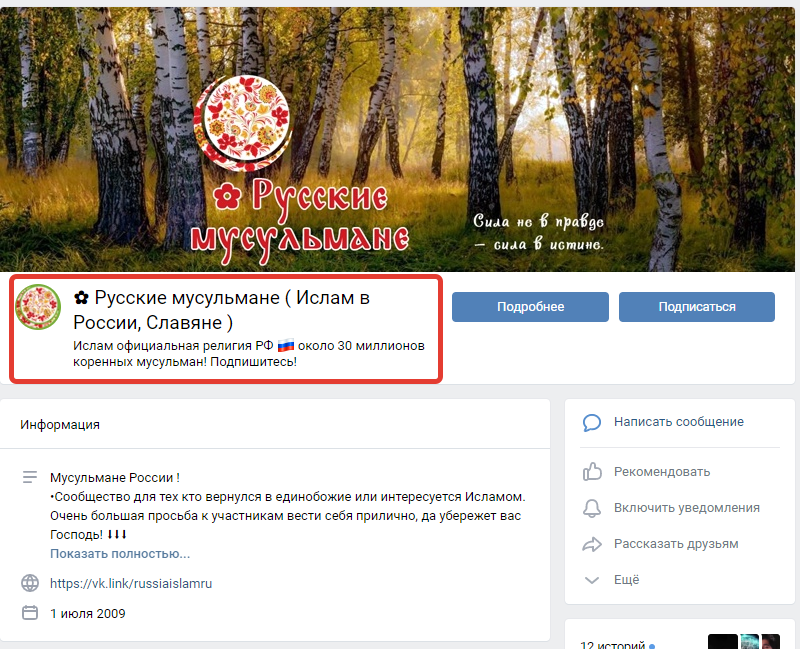 ✿ Русские
мусульмане
Сила не в правде
— сила в истине.
✿ Русские мусульмане ( Ислам в
России, Славяне )
Ислам официальная религия РФ 🇷🇺 около 30 миллионов
коренных мусульман! Подпишитесь!
Подробнее
Подписаться
Информация
Мусульмане России !
•Сообщество для тех кто вернулся в единобожие или интересуется Исламом.
Очень большая просьба к участникам вести себя прилично, да убережет вас
Господь! ⬇⬇⬇
Показать полностью...
https://vk.link/russiaislamru
1 июля 2009
Написать сообщение
Рекомендовать
Включить уведомления
Рассказать друзьям
Ещё
12 историй